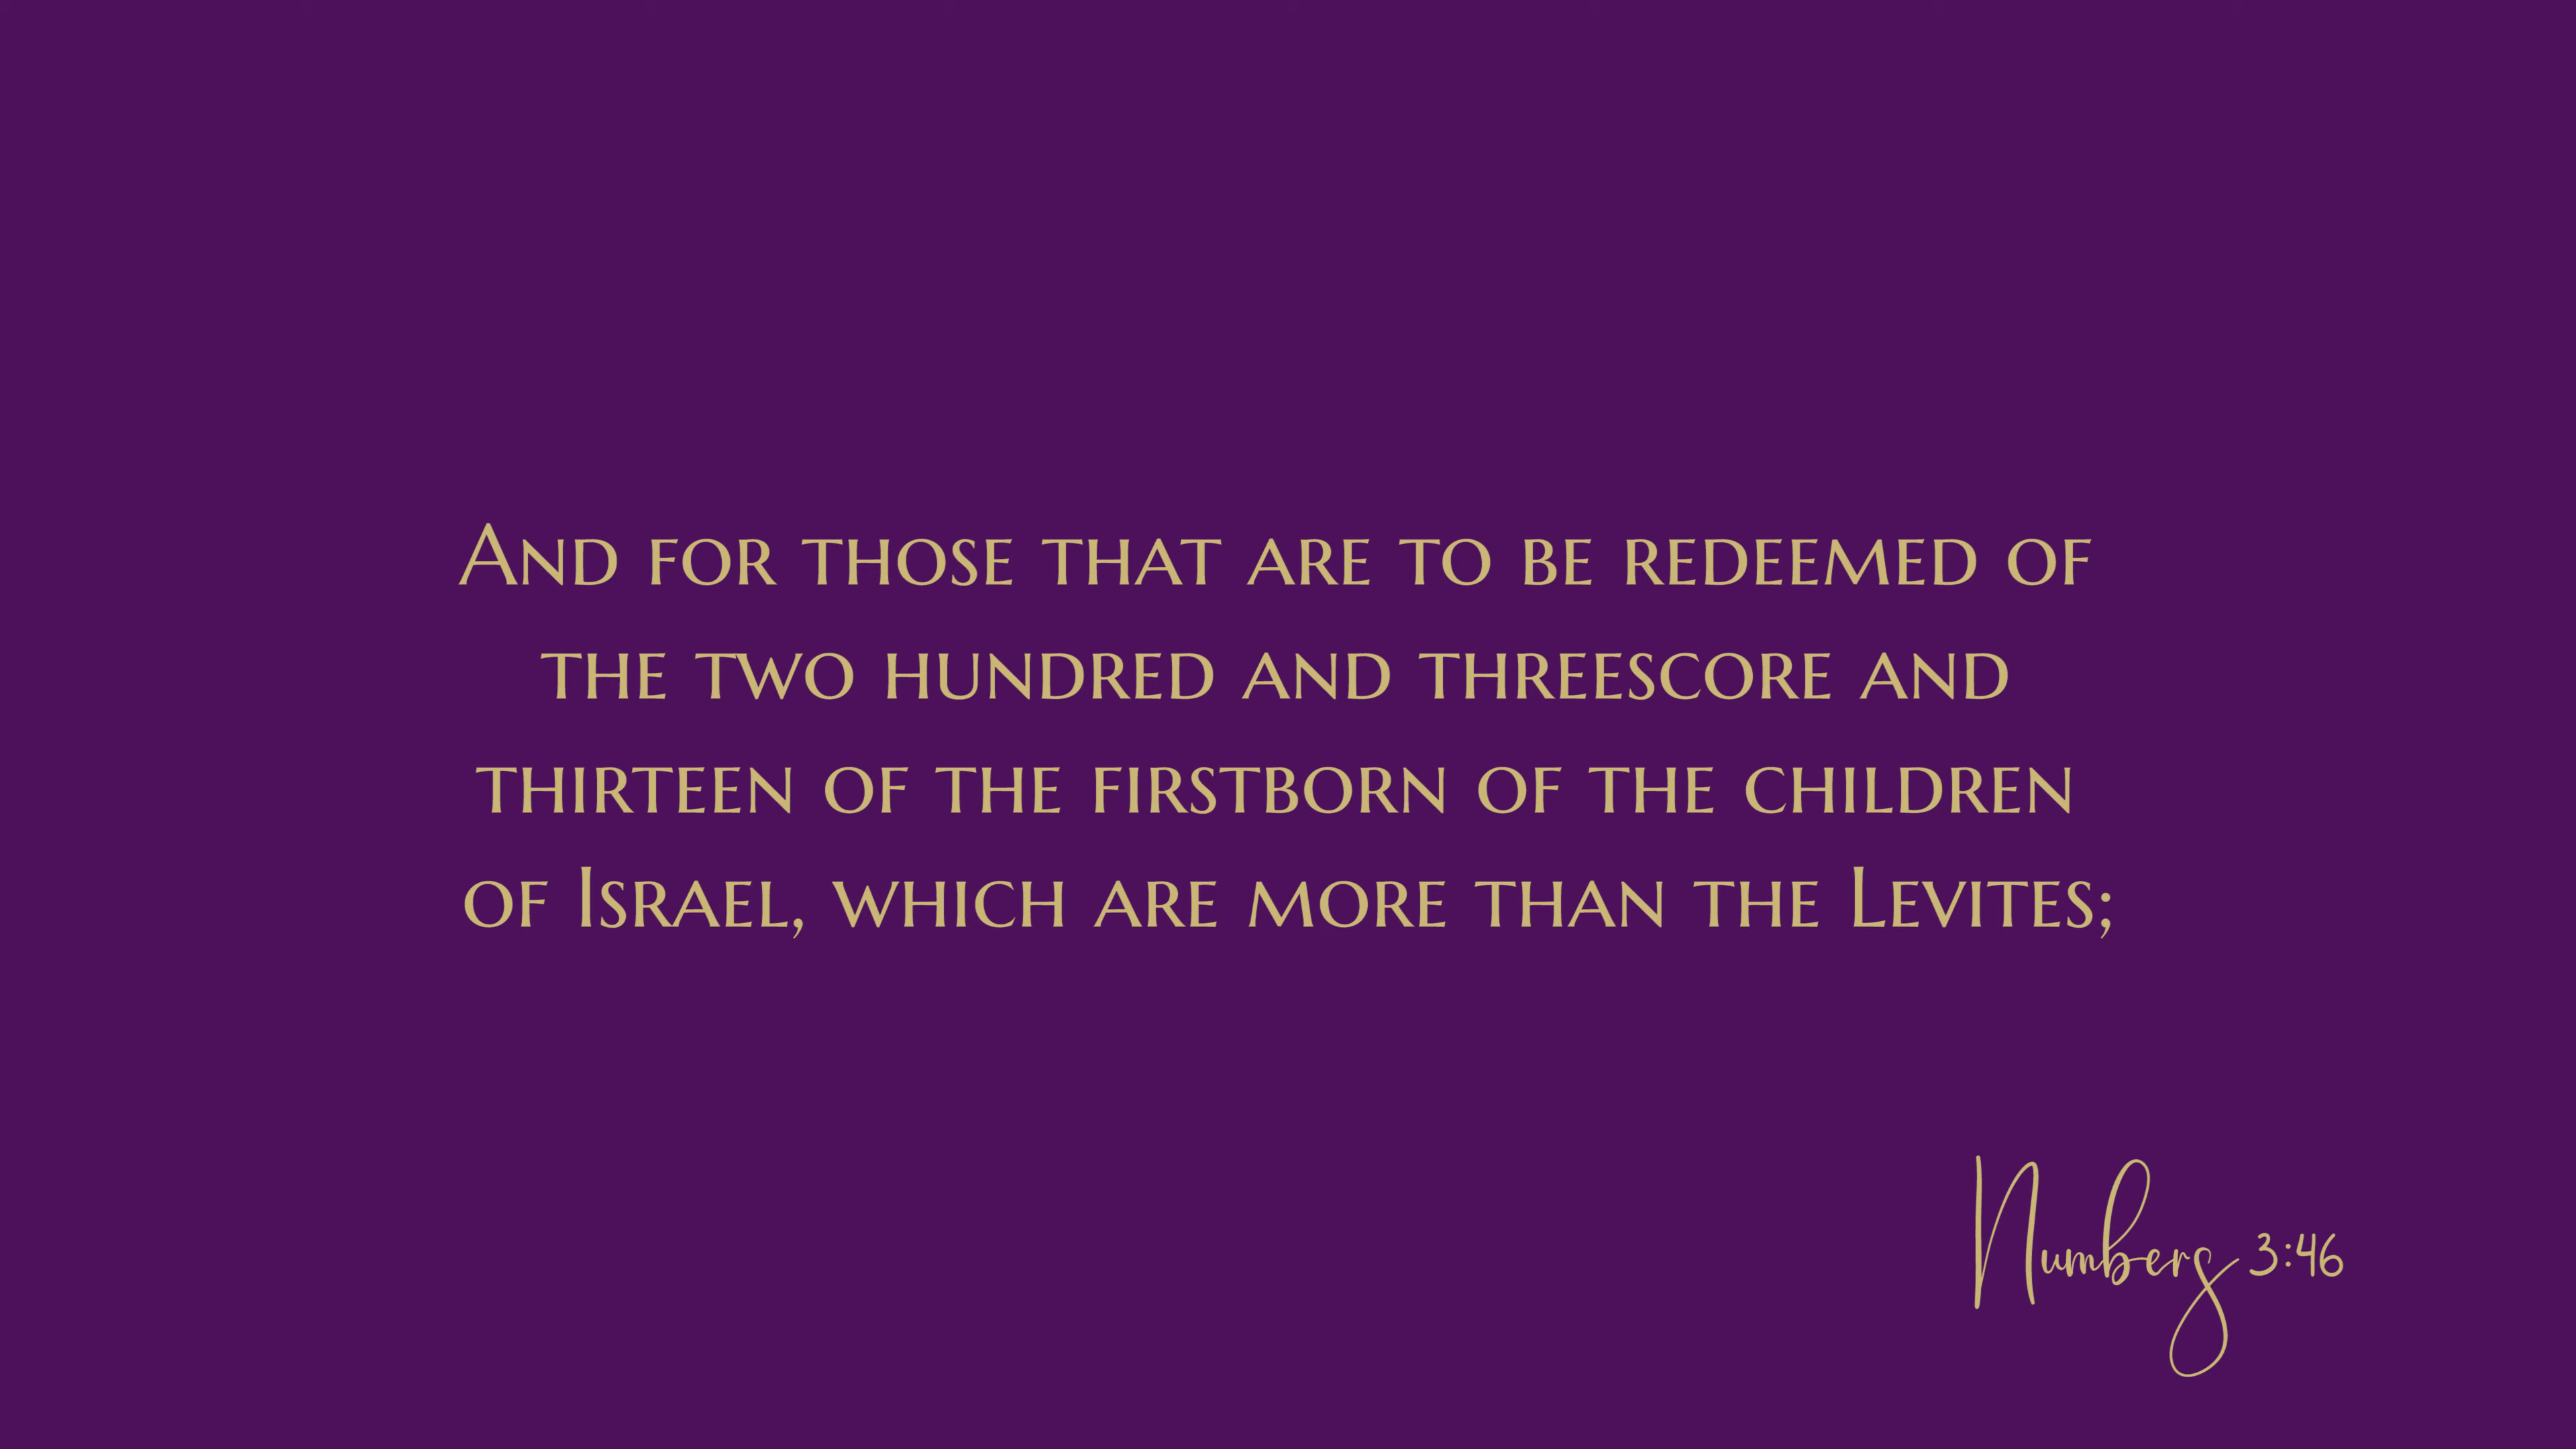 And for those that are to be redeemed of
the two hundred and threescore and
thirteen of the firstborn of the children
of Israel, which are more than the Levites;
Numbers 3:46